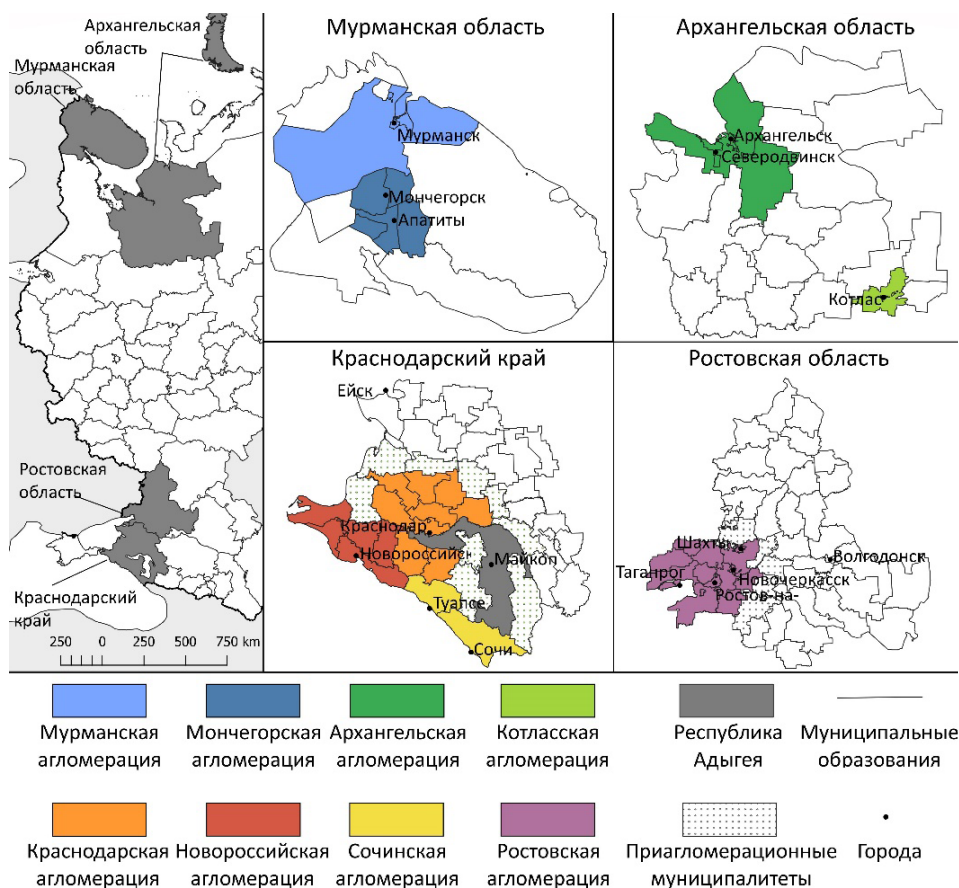 Архангельская
область
Мурманская
область
Ростовская
область
Краснодарский
край
250 0 250 500 750 km
Мурманская область
Мурманск
Мончегорск
Апатиты
Архангельская область
Архангельск
Северодвинск
Котлас
Краснодарский край
Ейск
Краснодар
Новороссийск
Майкоп
Туапсе
Сочи
Ростовская область
Шахты
Волгодонск
Таганрог
Новочеркасск
Ростов-на-
Мурманская
агломерация
Мончегорская
агломерация
Архангельская
агломерация
Котласская
агломерация
Республика
Адыгея
Муниципальные
образования
Краснодарская
агломерация
Новороссийская
агломерация
Сочинская
агломерация
Ростовская
агломерация
Приагломерационные
муниципалитеты
Города